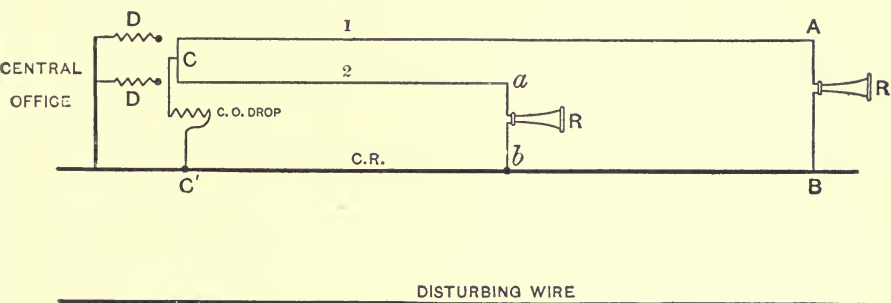 D
1
A
CENTRAL
OFFICE
C
D
2
a
R
C. O. DROP
R
C.R.
b
C'
B
DISTURBING WIRE